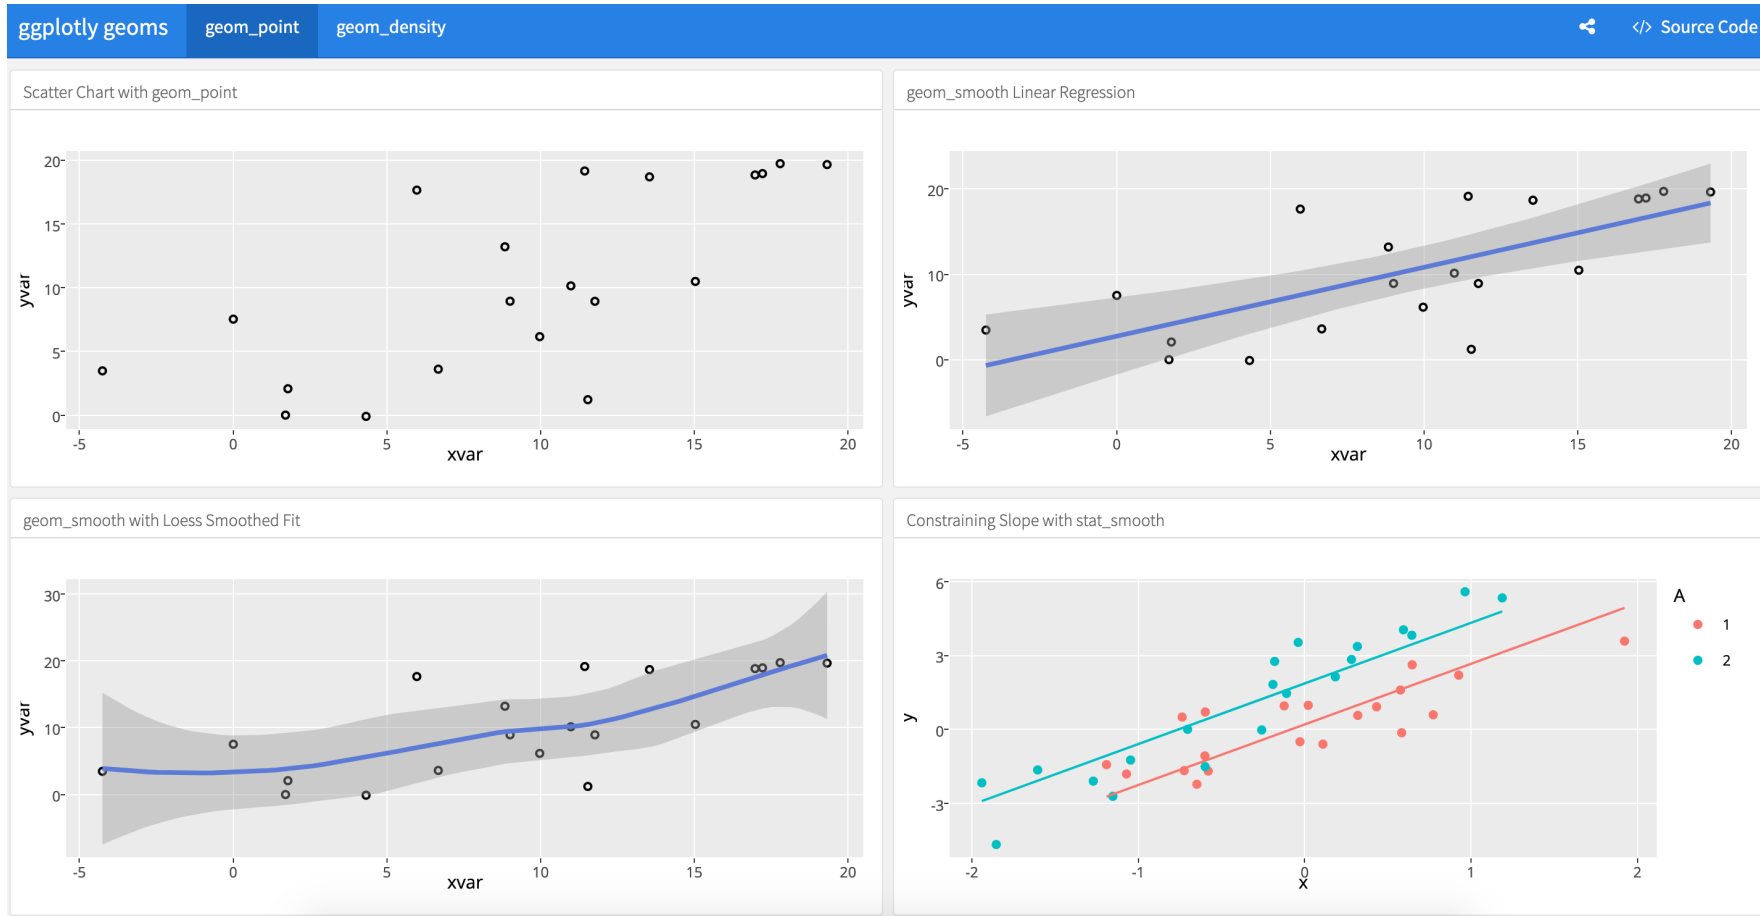 ggplotly geoms geom_point geom_density </> Source Code
Scatter Chart with geom_point
20
15
10
5
0
yvar
-5 0 5 10 15 20
xvar
geom_smooth Linear Regression
20
10
0
yvar
-5 0 5 10 15 20
xvar
geom_smooth with Loess Smoothed Fit
30
20
10
0
yvar
-5 0 5 10 15 20
xvar
Constraining Slope with stat_smooth
6
3
0
-3
y
-2 -1 0 1 2
x
A
1
2